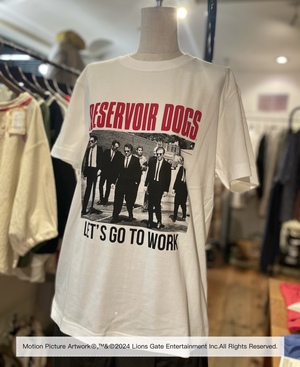 RESERVOIR DOGS
LET'S GO TO WORK
Motion Picture Artwork®,™&©2024 Lions Gate Entertainment Inc.All Rights Reserved.